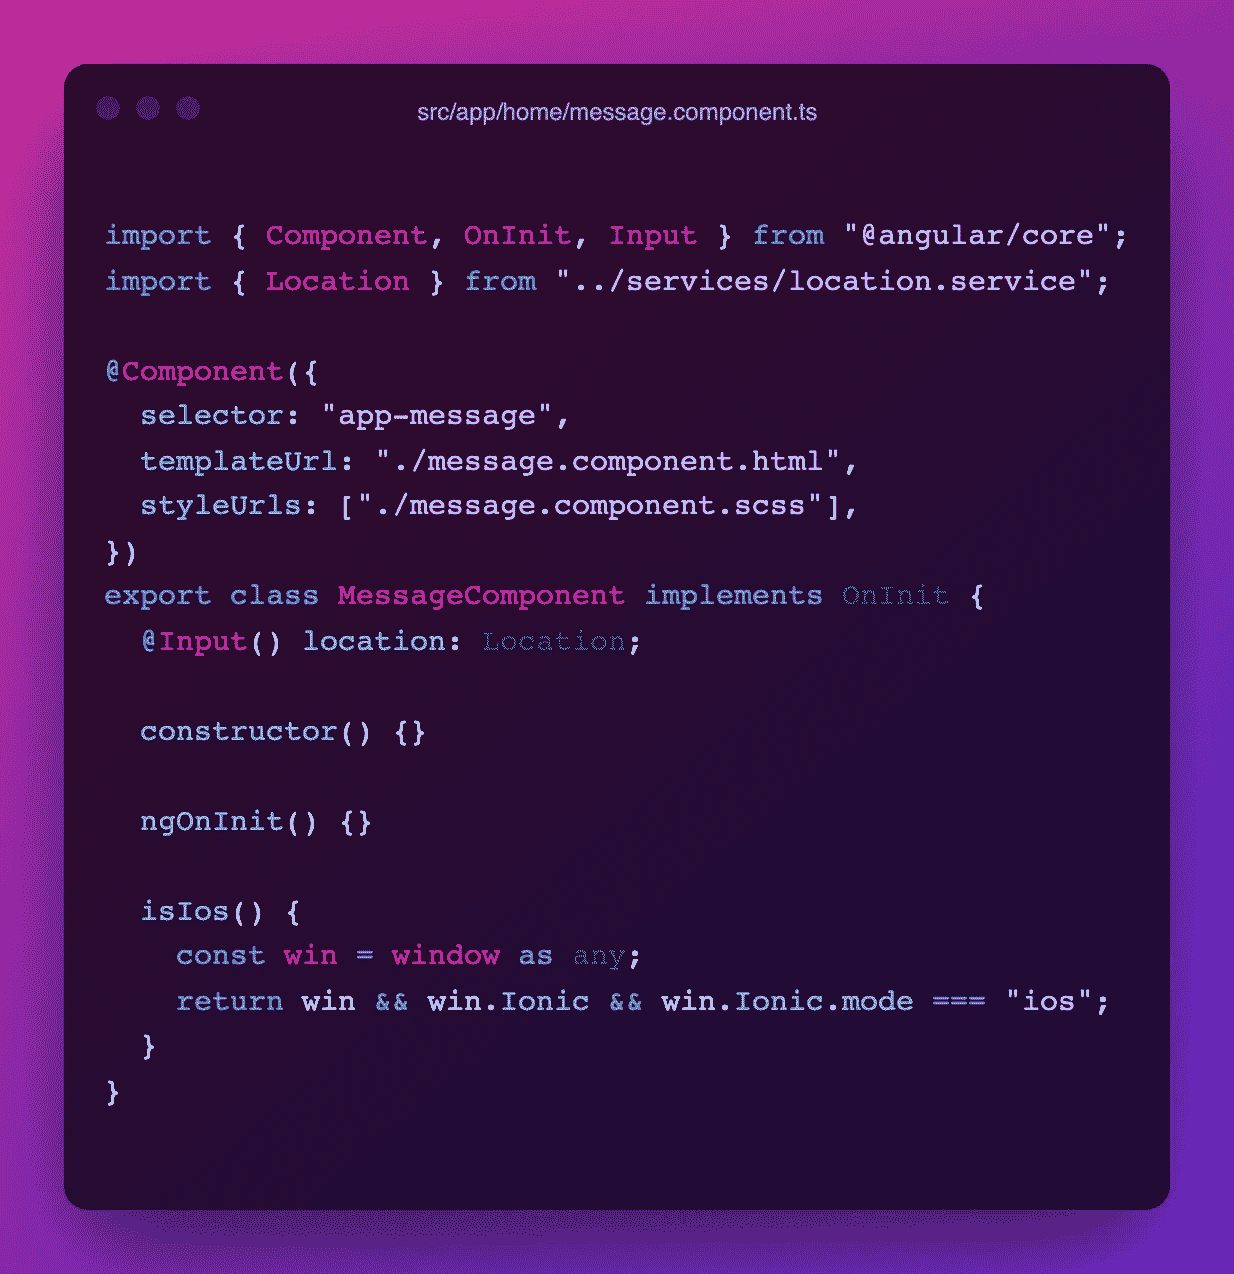 src/app/home/message.component.ts
import { Component, OnInit, Input } from "@angular/core";
import { Location } from "../services/location.service";
@Component({
  selector: "app-message",
  templateUrl: "./message.component.html",
  styleUrls: ["./message.component.scss"],
})
export class MessageComponent implements OnInit {
  @Input() location: Location;
  constructor() {}
  ngOnInit() {}
  isIos() {
    const win = window as any;
    return win && win.Ionic && win.Ionic.mode === "ios";
  }
}